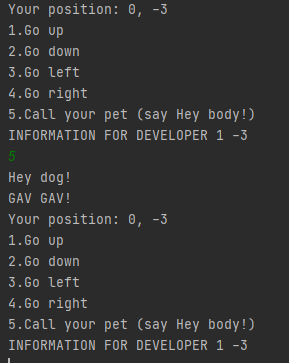 Your position: 0, -3
1.Go up
2.Go down
3.Go left
4.Go right
5.Call your pet (say Hey body!)
INFORMATION FOR DEVELOPER 1 -3
5
Hey dog!
GAV GAV!
Your position: 0, -3
1.Go up
2.Go down
3.Go left
4.Go right
5.Call your pet (say Hey body!)
INFORMATION FOR DEVELOPER 1 -3